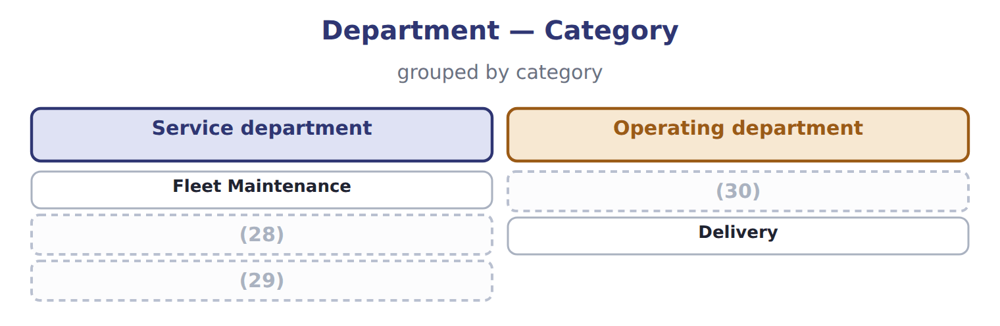 Department — Category
grouped by category
Service department
Fleet Maintenance
(28)
(29)
Operating department
(30)
Delivery